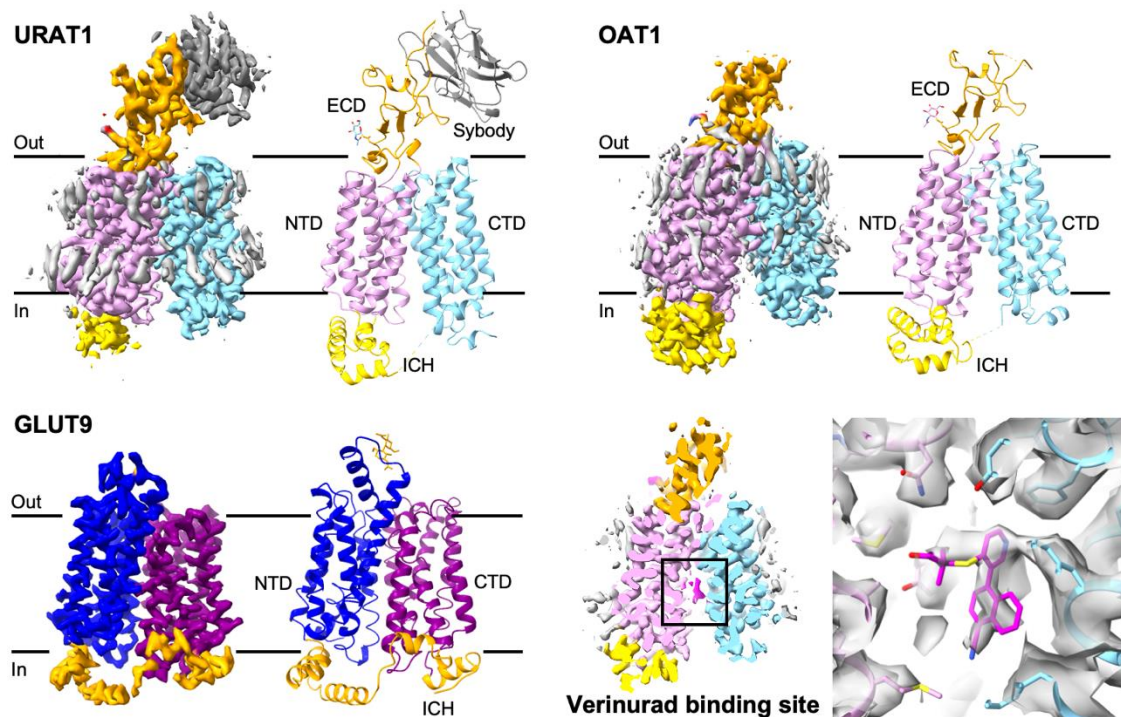 URAT1
ECD
Sybody
Out
NTD
CTD
In
ICH
OAT1
ECD
Out
NTD
CTD
In
ICH
GLUT9
Out
NTD
CTD
In
ICH
Verinurad binding site